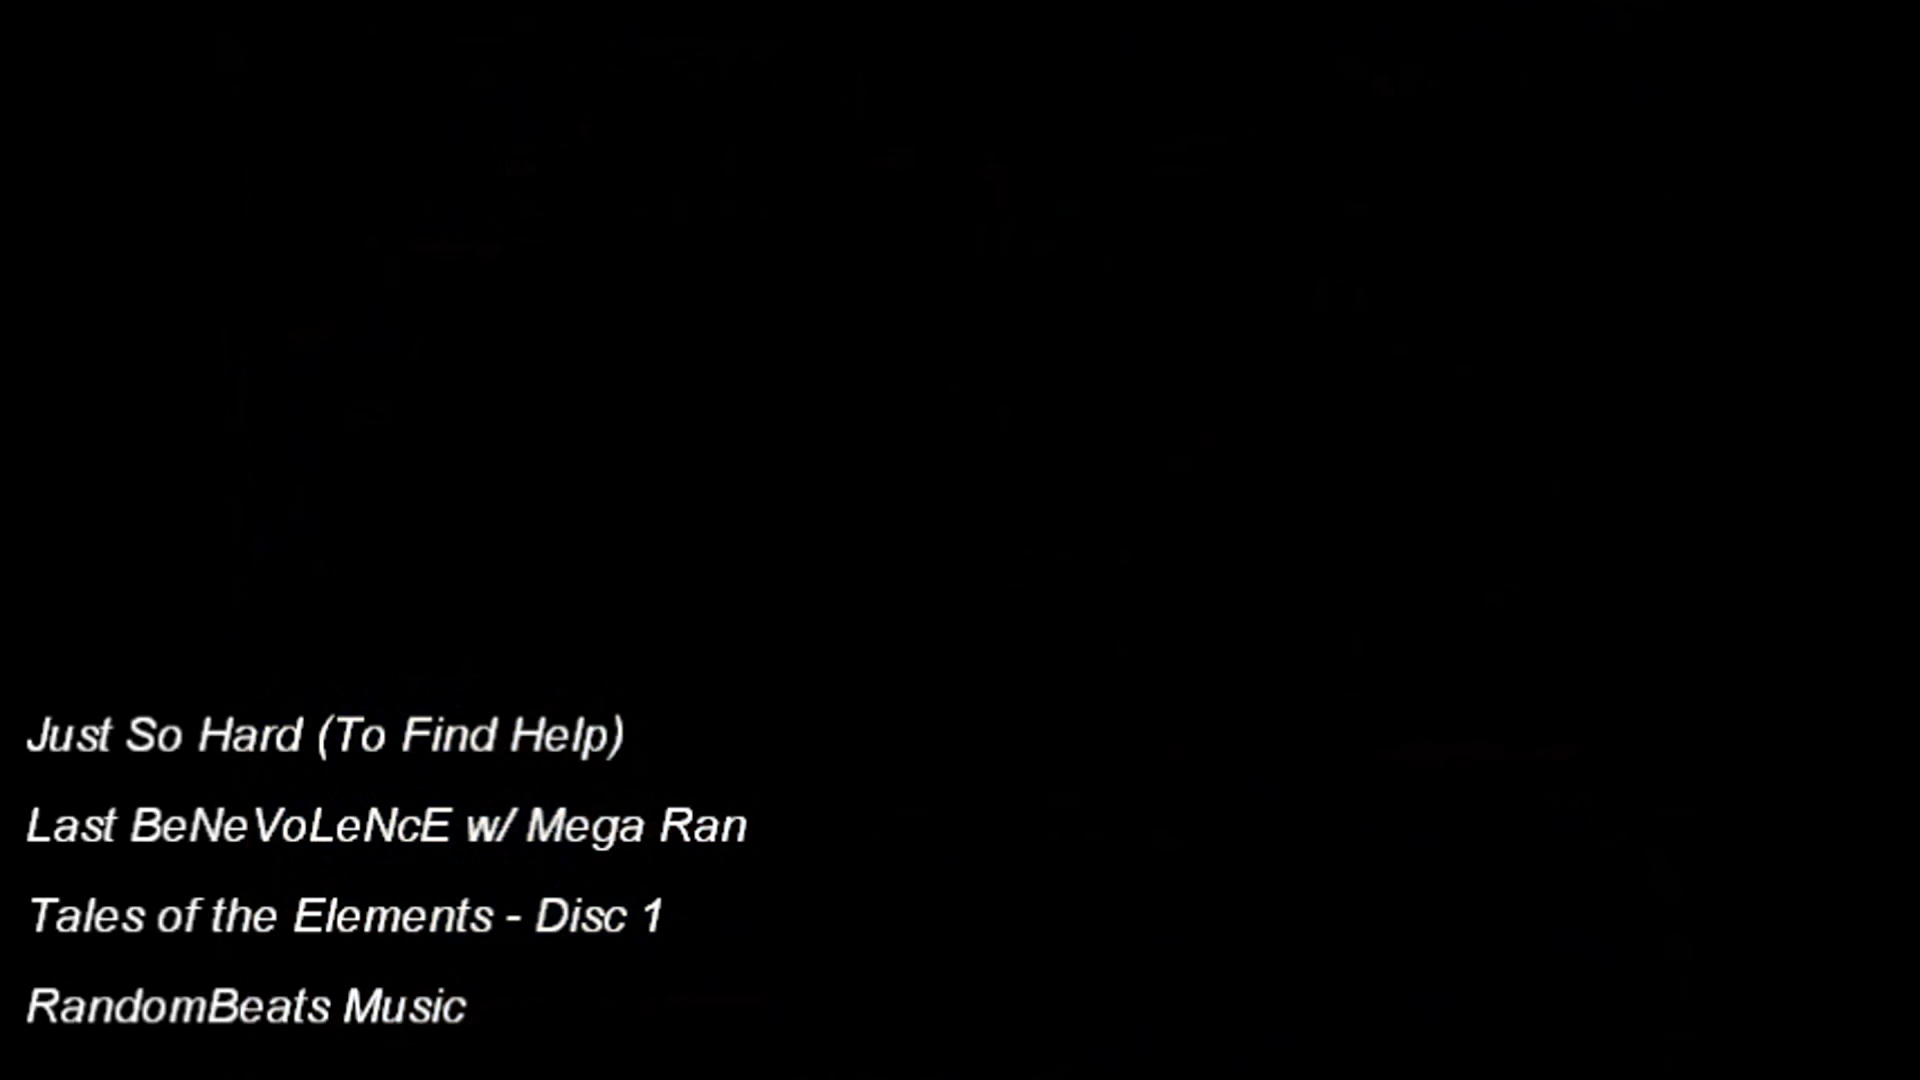 Just So Hard (To Find Help)
Last BeNeVoLeNcE w/ Mega Ran
Tales of the Elements - Disc 1
RandomBeats Music